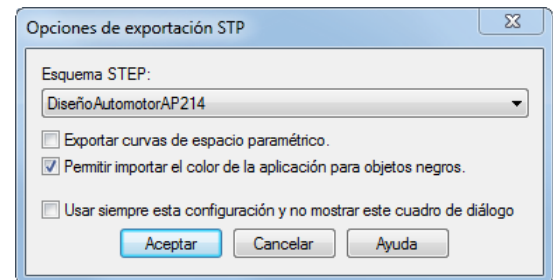 Opciones de exportación STP
Esquema STEP:
DiseñoAutomotorAP214
Exportar curvas de espacio paramétrico.
Permitir importar el color de la aplicación para objetos negros.
Usar siempre esta configuración y no mostrar este cuadro de diálogo
Aceptar Cancelar Ayuda